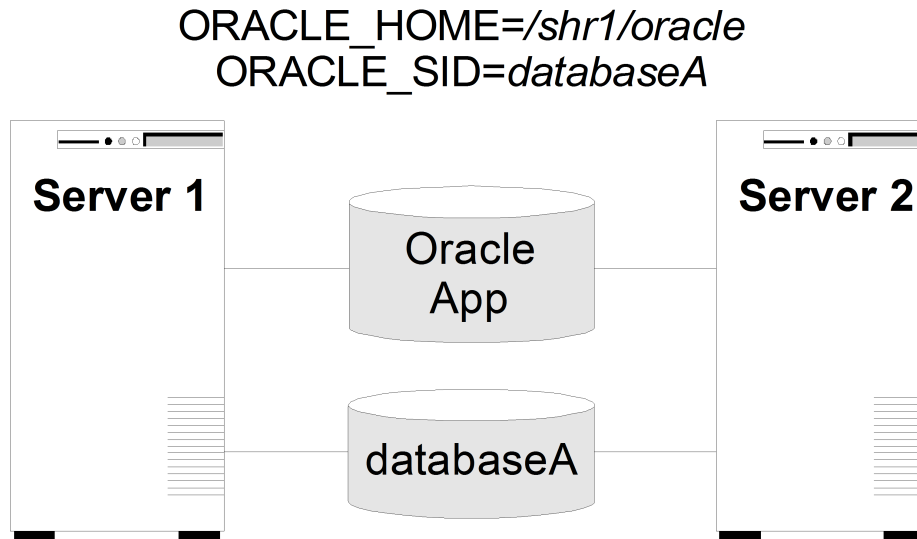 ORACLE_HOME=/shr1/oracle
ORACLE_SID=databaseA
Server 1
Server 2
Oracle
App
databaseA